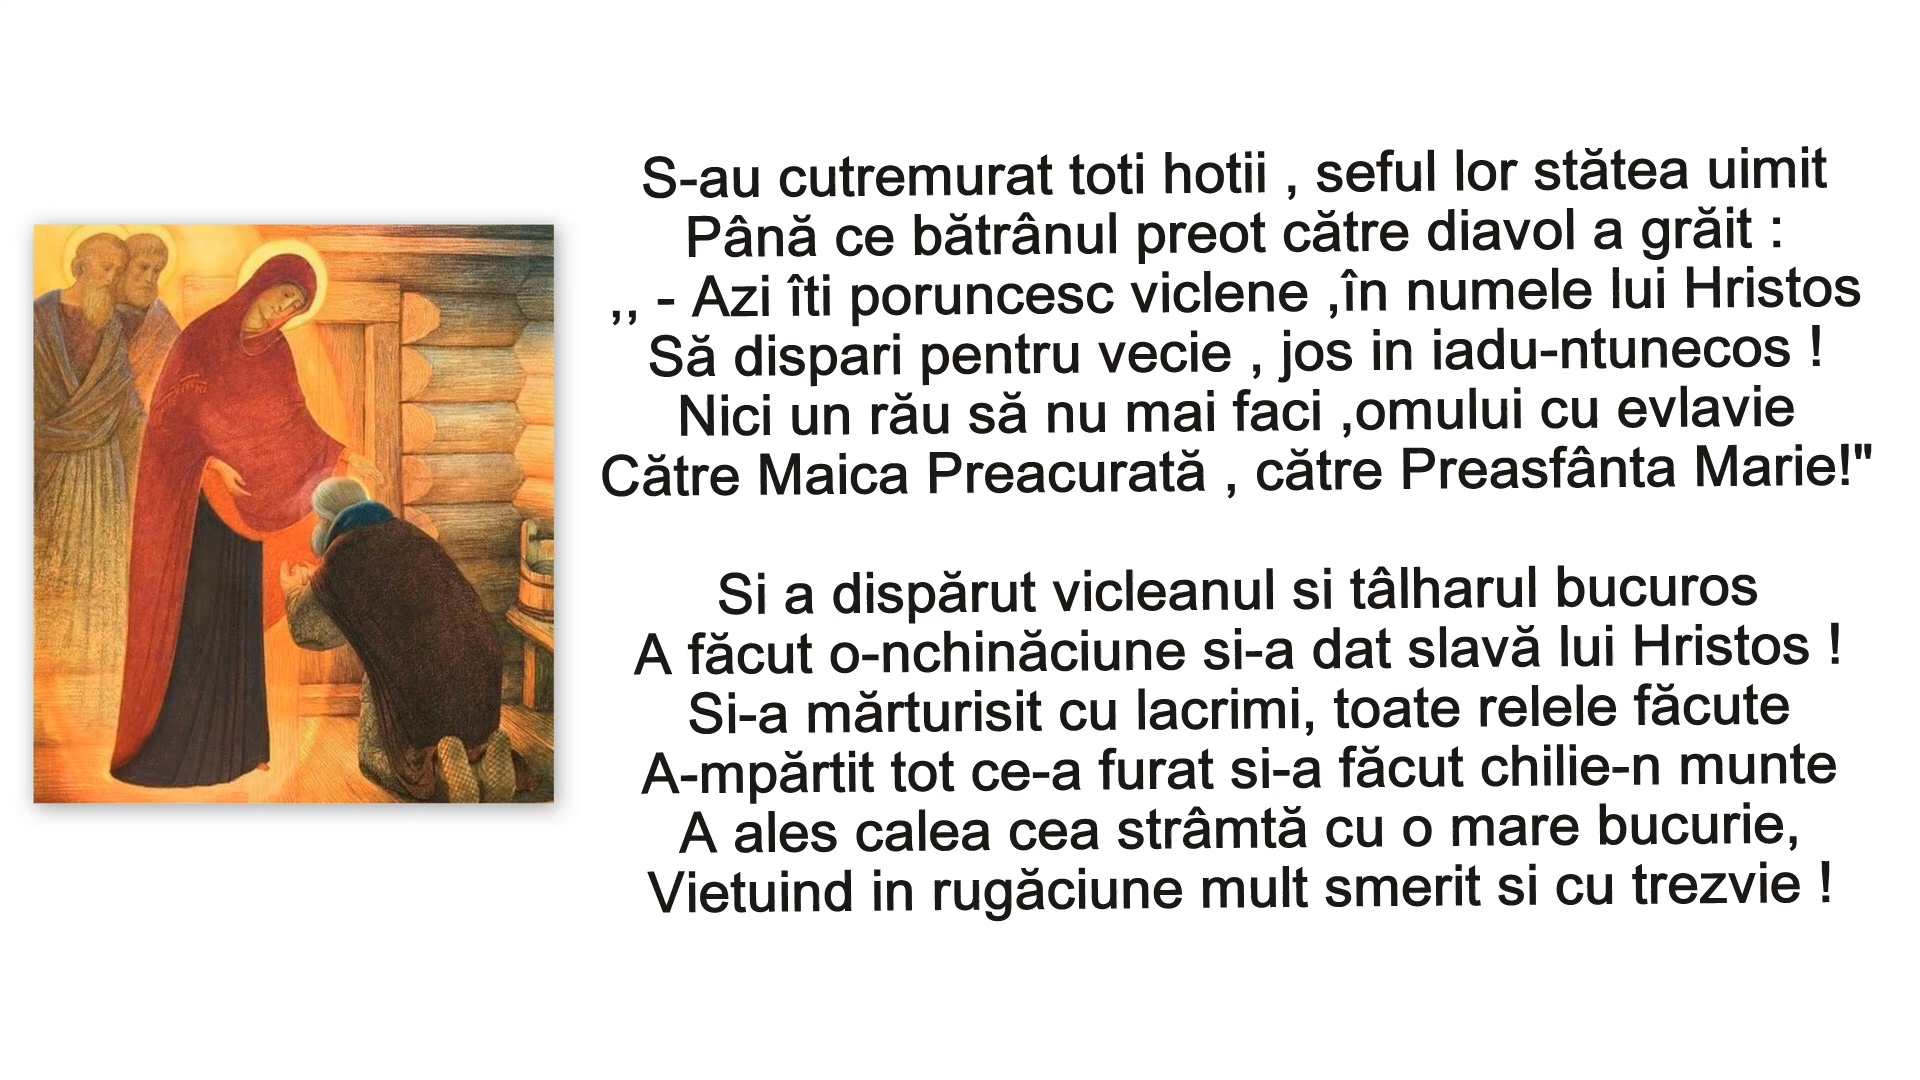 S-au cutremurat toti hotii , seful lor stătea uimit
Până ce bătrânul preot către diavol a grăit :
,, - Azi îti poruncesc viclene ,în numele lui Hristos
Să dispari pentru vecie , jos in iadu-ntunecos !
Nici un rău să nu mai faci ,omului cu evlavie
Către Maica Preacurată , către Preasfânta Marie!"
Si a dispărut vicleanul si tâlharul bucuros
A făcut o-nchinăciune si-a dat slavă lui Hristos !
Si-a mărturisit cu lacrimi, toate relele făcute
A-mpărtit tot ce-a furat si-a făcut chilie-n munte
A ales calea cea strâmtă cu o mare bucurie,
Vietuind in rugăciune mult smerit si cu trezvie !